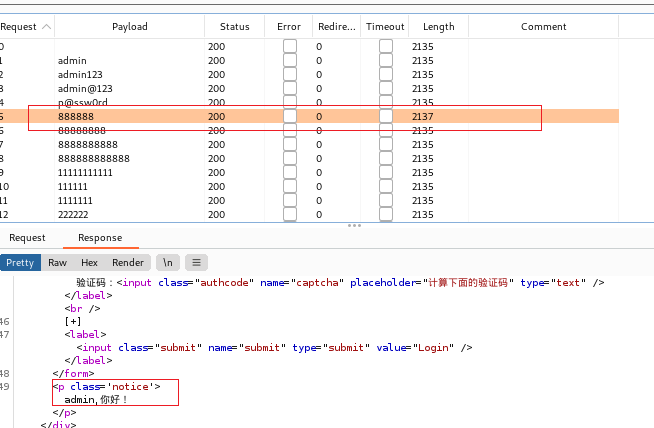 Request Payload Status Error Redire... Timeout Length Comment
0 200 0 2135
1 admin 200 0 2135
2 admin123 200 0 2135
3 admin@123 200 0 2135
4 p@ssw0rd 200 0 2135
5 888888 200 0 2137
6 88888888 200 0 2135
7 8888888888 200 0 2135
8 888888888888 200 0 2135
9 11111111111 200 0 2135
10 111111 200 0 2135
11 1111111 200 0 2135
12 222222 200 0 2135
Request Response
Pretty Raw Hex Render \n
验证码：<input class="authcode" name="captcha" placeholder="计算下面的验证码" type="text" />
</label>
<br />
46 [+]
47 <label>
<input class="submit" name="submit" type="submit" value="Login" />
</label>
48 </form>
49 <p class='notice'>
admin,你好！
</p>
</div>